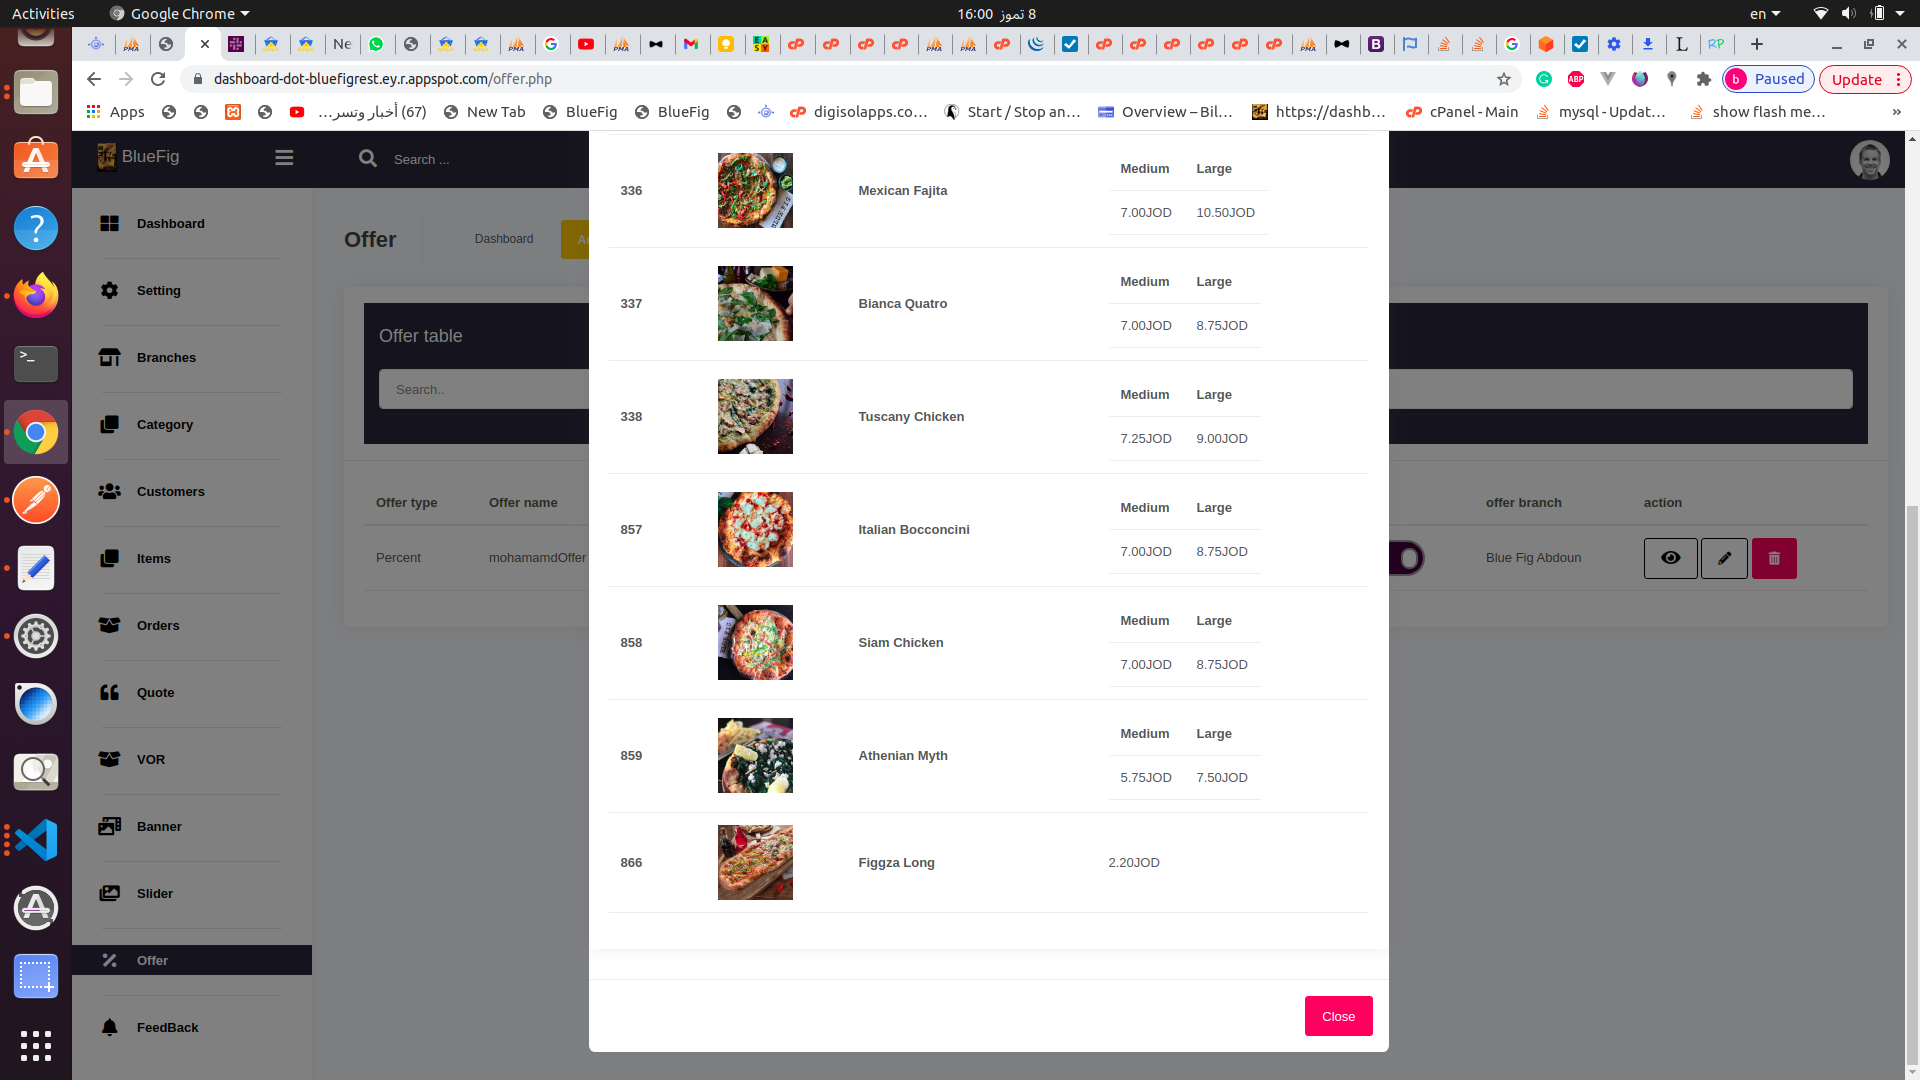 Activities
Google Chrome
8 تموز 16:00
en
Ne
dashboard-dot-bluefigrest.ey.r.appspot.com/offer.php
ABP
b Paused
Update
Apps
(67) أخبار وتسر...
New Tab
BlueFig
BlueFig
digisolapps.co...
Start / Stop an...
Overview – Bil...
https://dashb...
cPanel - Main
mysql - Updat...
show flash me...
»
BlueFig
Search ...
Dashboard
Setting
Branches
Category
Customers
Items
Orders
Quote
VOR
Banner
Slider
Offer
FeedBack
Offer
Dashboard
Offer table
Search..
Offer type
Offer name
offer branch
action
Percent
mohamamdOffer
Blue Fig Abdoun
336
Mexican Fajita
Medium Large
7.00JOD 10.50JOD
337
Bianca Quatro
Medium Large
7.00JOD 8.75JOD
338
Tuscany Chicken
Medium Large
7.25JOD 9.00JOD
857
Italian Bocconcini
Medium Large
7.00JOD 8.75JOD
858
Siam Chicken
Medium Large
7.00JOD 8.75JOD
859
Athenian Myth
Medium Large
5.75JOD 7.50JOD
866
Figgza Long
2.20JOD
Close